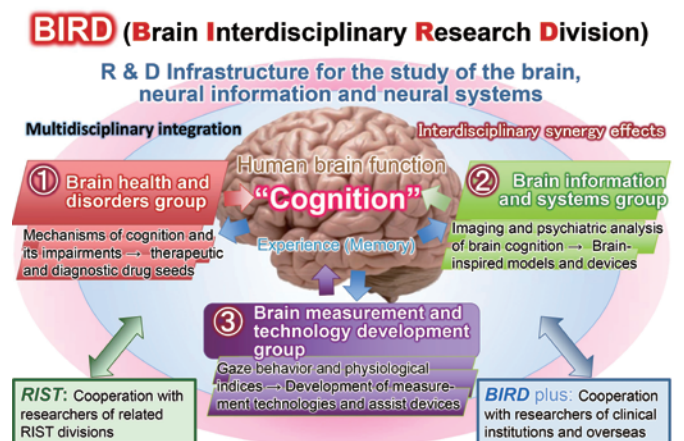 BIRD (Brain Interdisciplinary Research Division)
R & D Infrastructure for the study of the brain,
neural information and neural systems
Multidisciplinary integration
Interdisciplinary synergy effects
Human brain function
"Cognition"
Experience (Memory)
① Brain health and
disorders group
Mechanisms of cognition and
its impairments → therapeutic
and diagnostic drug seeds
② Brain information
and systems group
Imaging and psychiatric analysis
of brain cognition → Brain-
inspired models and devices
③ Brain measurement and
technology development
group
Gaze behavior and physiological
indices → Development of measure-
ment technologies and assist devices
RIST: Cooperation with
researchers of related
RIST divisions
BIRD plus: Cooperation
with researchers of clinical
institutions and overseas